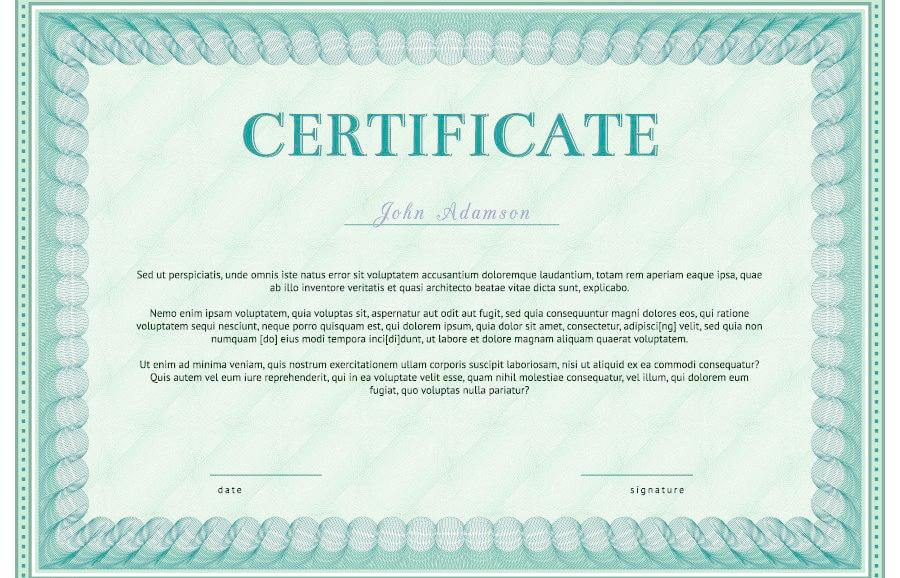 CERTIFICATE
John Adamson
Sed ut perspiciatis, unde omnis iste natus error sit voluptatem accusantium doloremque laudantium, totam rem aperiam eaque ipsa, quae
ab illo inventore veritatis et quasi architecto beatae vitae dicta sunt, explicabo.
Nemo enim ipsam voluptatem, quia voluptas sit, aspernatur aut odit aut fugit, sed quia consequuntur magni dolores eos, qui ratione
voluptatem sequi nesciunt, neque porro quisquam est, qui dolorem ipsum, quia dolor sit amet, consectetur, adipisci[ng] velit, sed quia non
numquam [do] eius modi tempora inci[di]dunt, ut labore et dolore magnam aliquam quaerat voluptatem.
Ut enim ad minima veniam, quis nostrum exercitationem ullam corporis suscipit laboriosam, nisi ut aliquid ex ea commodi consequatur?
Quis autem vel eum iure reprehenderit, qui in ea voluptate velit esse, quam nihil molestiae consequatur, vel illum, qui dolorem eum
fugiat, quo voluptas nulla pariatur?
date
signature